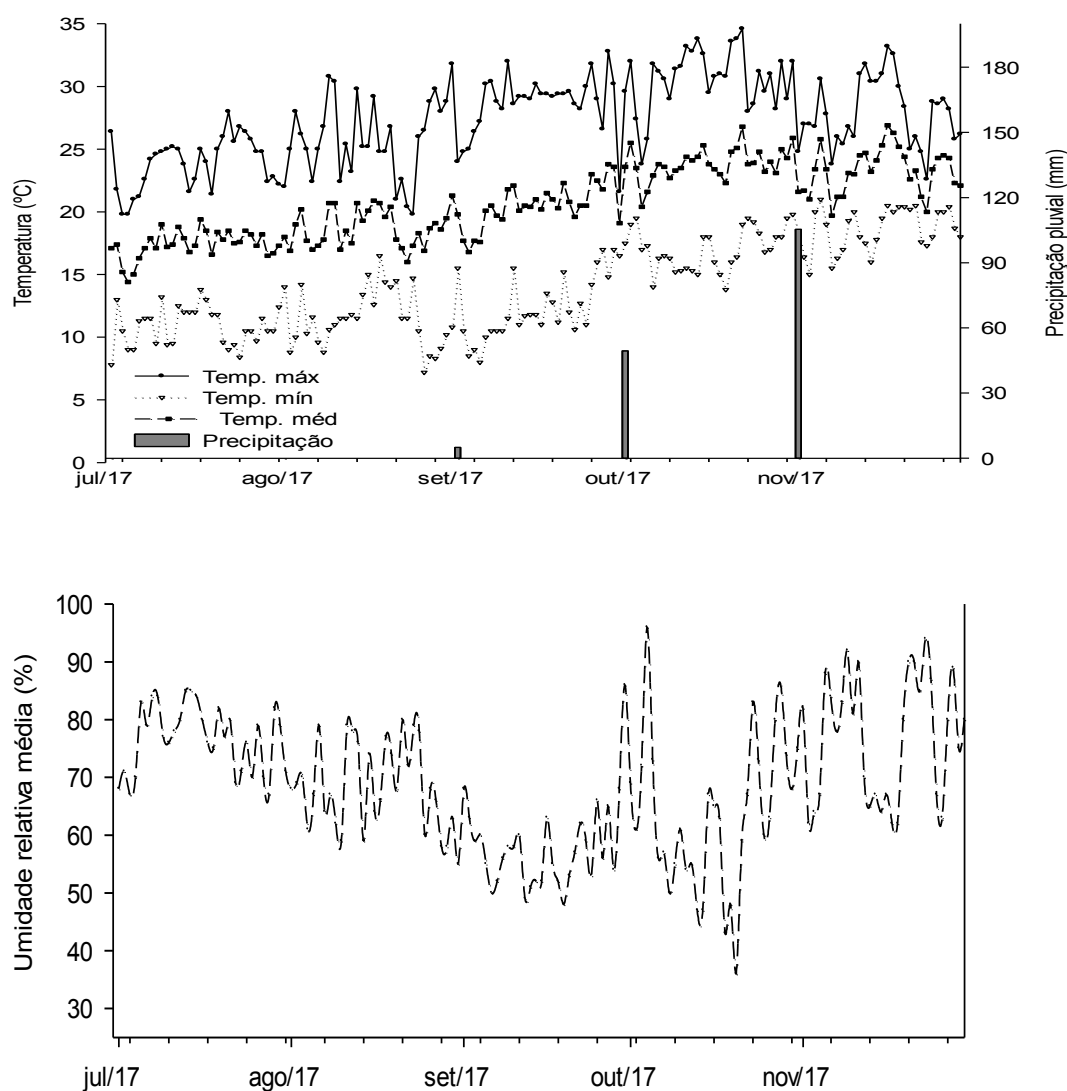 35
30
25
20
15
10
5
0
Temperatura (ºC)
180
150
120
90
60
30
0
Precipitação pluvial (mm)
Temp. máx
Temp. mín
Temp. méd
Precipitação
jul/17 ago/17 set/17 out/17 nov/17
100
90
80
70
60
50
40
30
Umidade relativa média (%)
jul/17 ago/17 set/17 out/17 nov/17